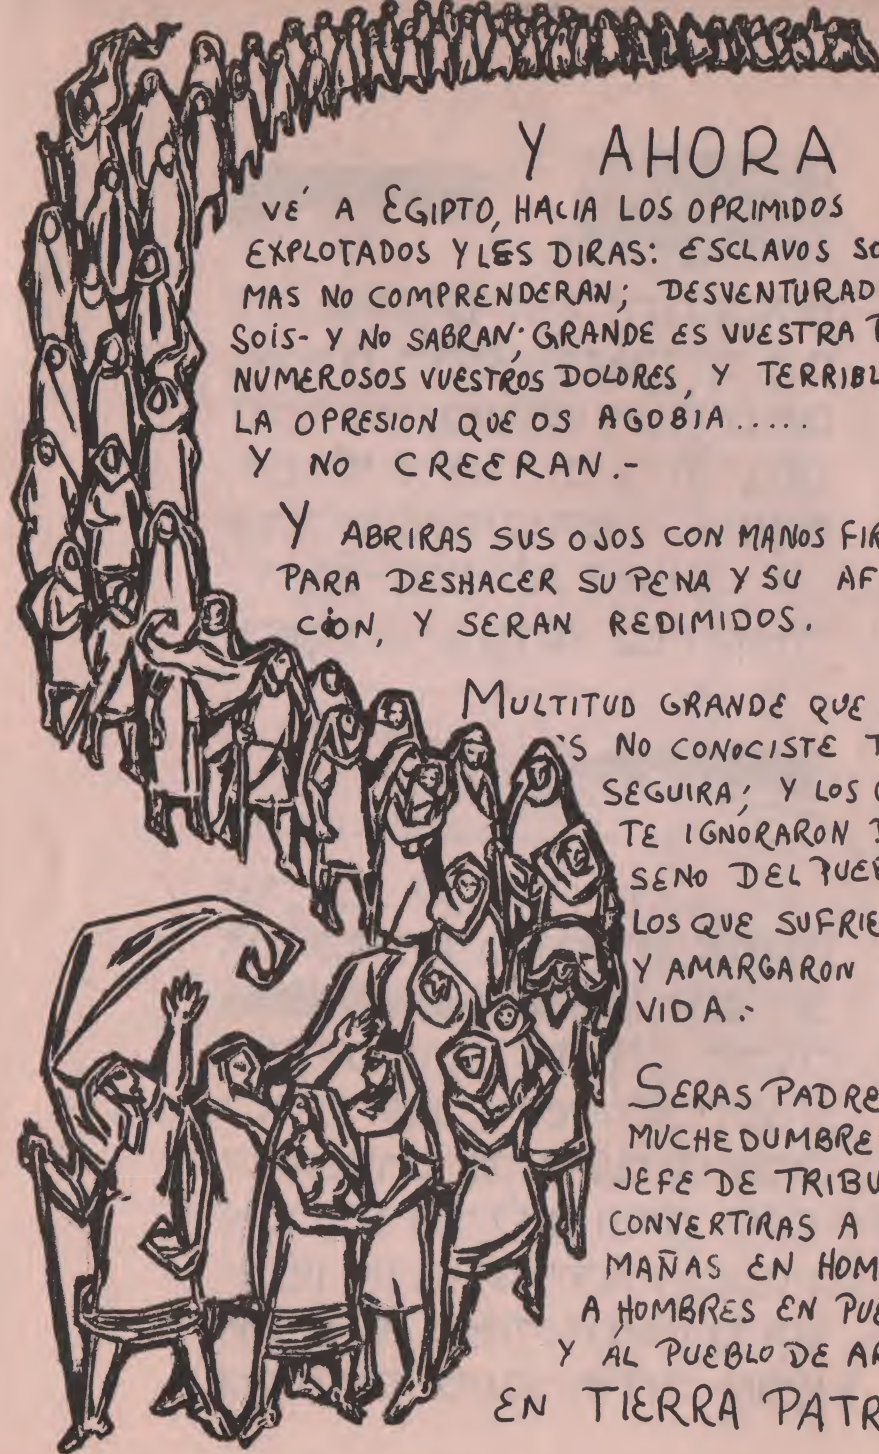 Y AHORA
VÉ A EGIPTO, HACIA LOS OPRIMIDOS
EXPLOTADOS Y LES DIRAS: ESCLAVOS SO
MAS NO COMPRENDERAN; DESVENTURAD
SOIS- Y NO SABRAN; GRANDE ES VUESTRA
NUMEROSOS VUESTROS DOLORES, Y TERRIBL
LA OPRESION QUE OS AGOBIA.....
Y NO CREERAN.-
Y ABRIRAS SUS OJOS CON MANOS FIR
PARA DESHACER SU PENA Y SU AF
CION, Y SERAN REDIMIDOS.
MULTITUD GRANDE QUE
S NO CONOCISTE T
SEGUIRA; Y LOS
TE IGNORARON
SENO DEL PUEB
LOS QUE SUFRIE
Y AMARGARON
VIDA.-
SERAS PADRE
MUCHEDUMBRE
JEFE DE TRIBU
CONVERTIRAS A
MAÑAS EN HOM
A HOMBRES EN PUE
Y AL PUEBLO DE AR
EN TIERRA PATR